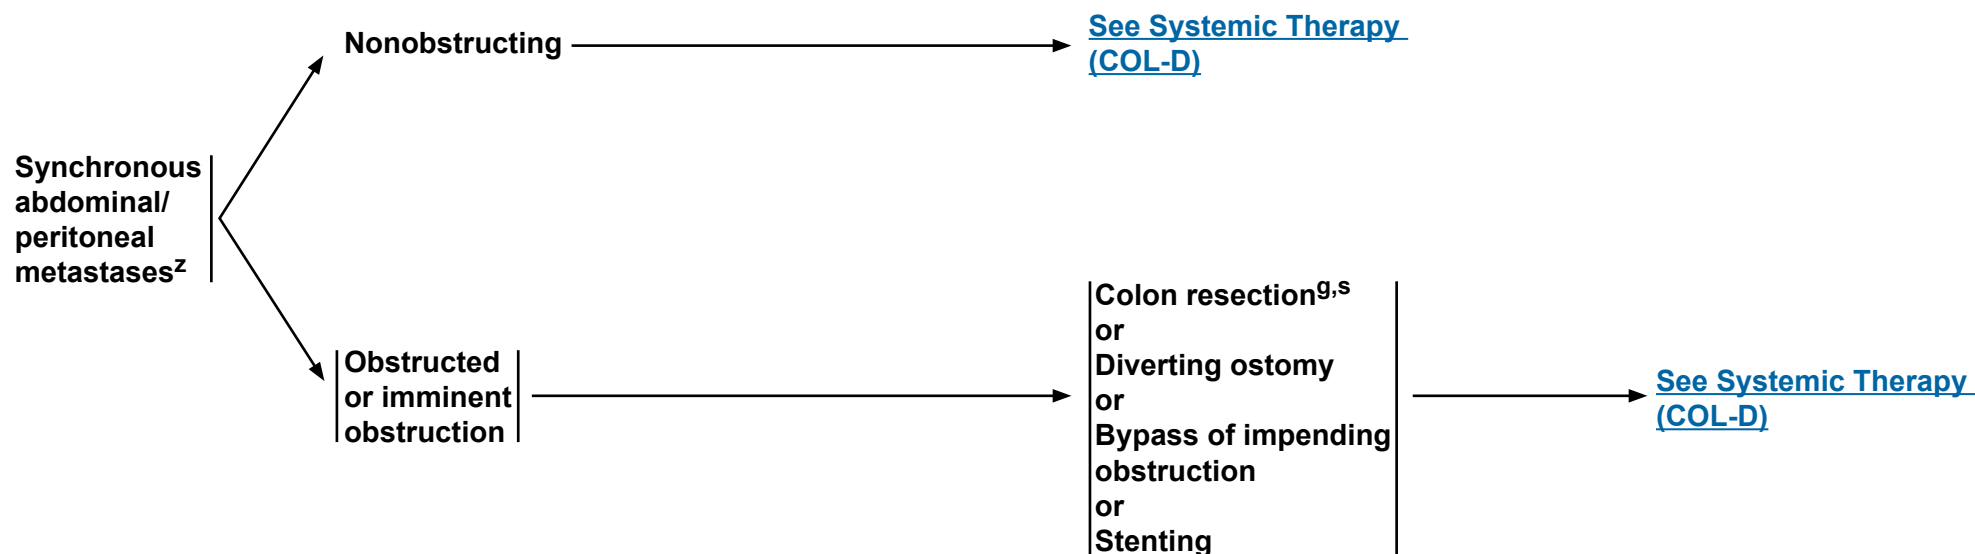 Nonobstructing
See Systemic Therapy
(COL-D)
Synchronous
abdominal/
peritoneal
metastasesᶻ
Obstructed
or imminent
obstruction
Colon resectionᵍ,ˢ
or
Diverting ostomy
or
Bypass of impending
obstruction
or
Stenting
See Systemic Therapy
(COL-D)